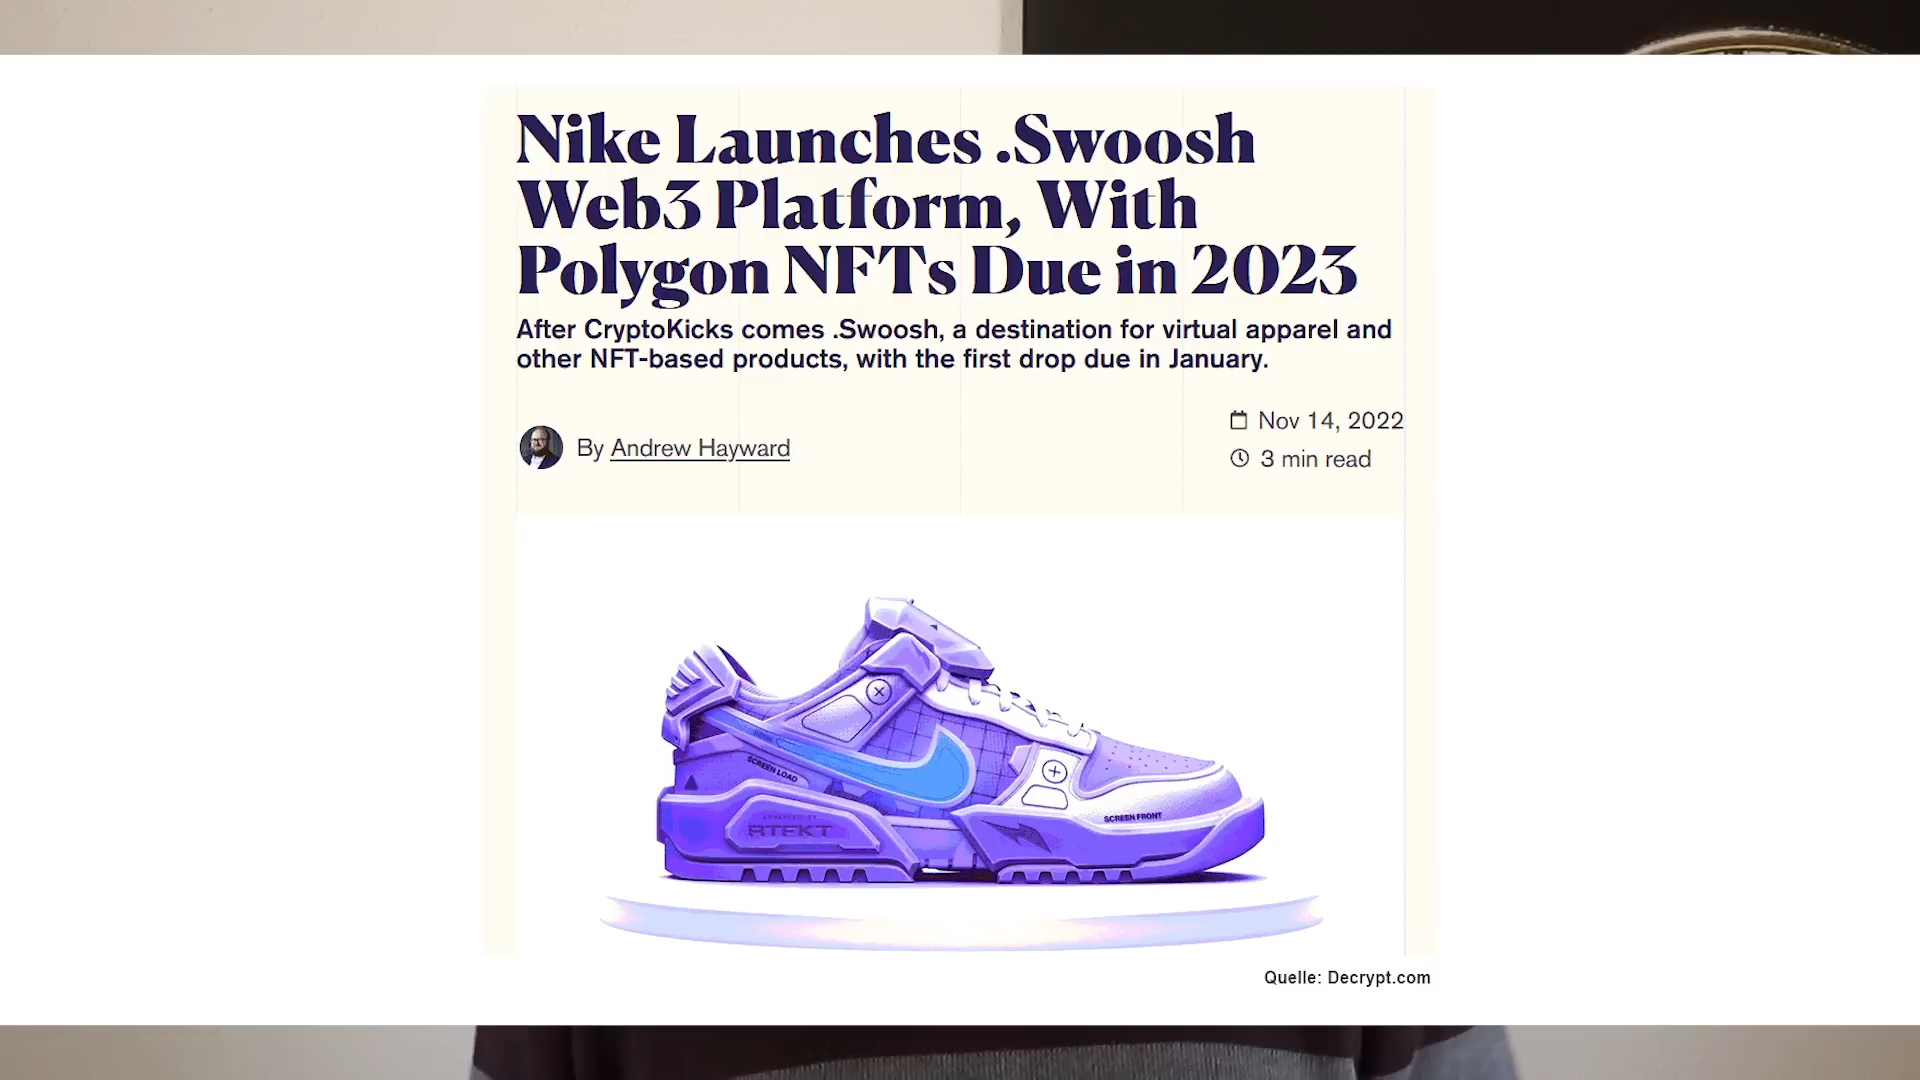 Nike Launches .Swoosh
Web3 Platform, With
Polygon NFTs Due in 2023
After CryptoKicks comes .Swoosh, a destination for virtual apparel and
other NFT-based products, with the first drop due in January.
By Andrew Hayward
Nov 14, 2022
3 min read
SCREEN LOAD
RTFKT
SCREEN FRONT
Quelle: Decrypt.com